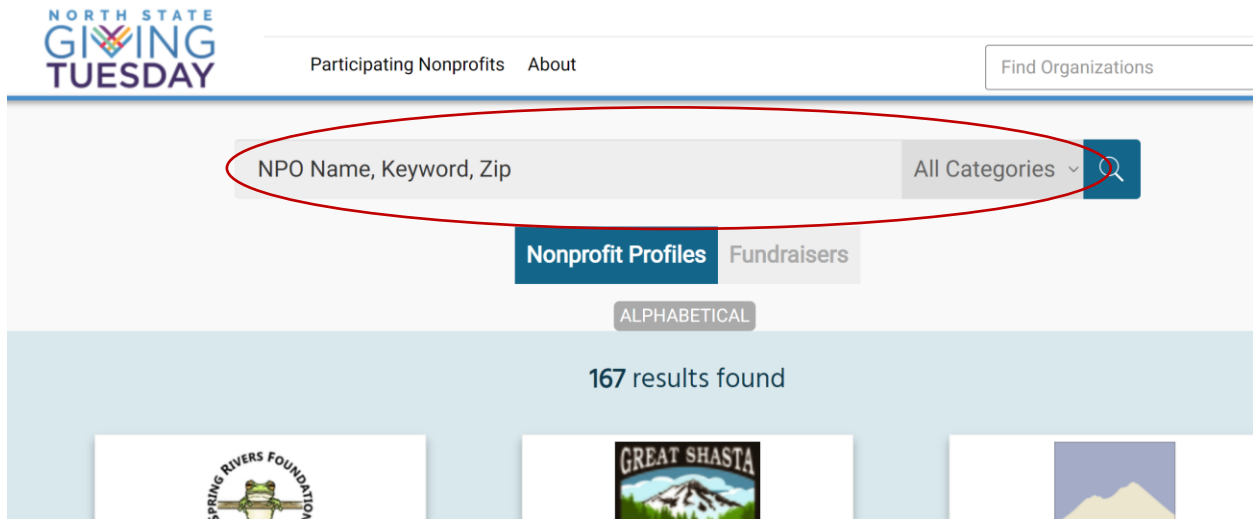 NORTH STATE
GIVING
TUESDAY
Participating Nonprofits About
Find Organizations
NPO Name, Keyword, Zip
All Categories
Nonprofit Profiles Fundraisers
ALPHABETICAL
167 results found
SPRING RIVERS FOUNDATION
GREAT SHASTA